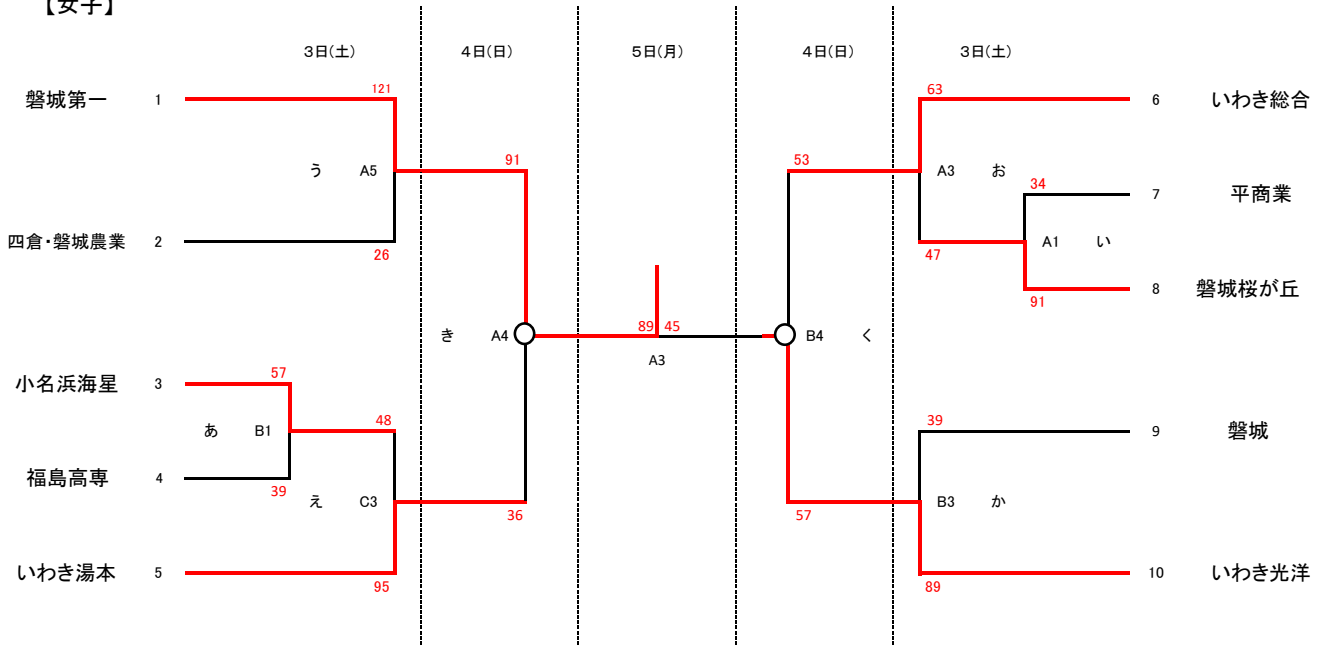 【女子】
3日(土) 4日(日) 5日(月) 4日(日) 3日(土)
磐城第一 1 121 63 6 いわき総合
う A5 91 53 A3 お 34 7 平商業
四倉・磐城農業 2 26 47 A1 い
91 8 磐城桜が丘
き A4 89 45 B4 く
A3
小名浜海星 3 57
あ B1 48 39 9 磐城
福島高専 4 39
え C3 36 57 B3 か
いわき湯本 5 95 89 10 いわき光洋